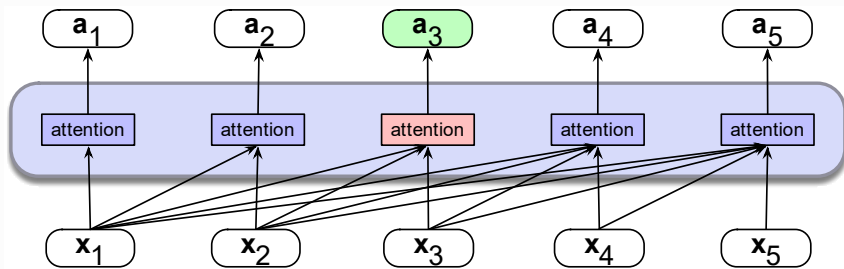 a1 a2 a3 a4 a5
attention attention attention attention attention
x1 x2 x3 x4 x5